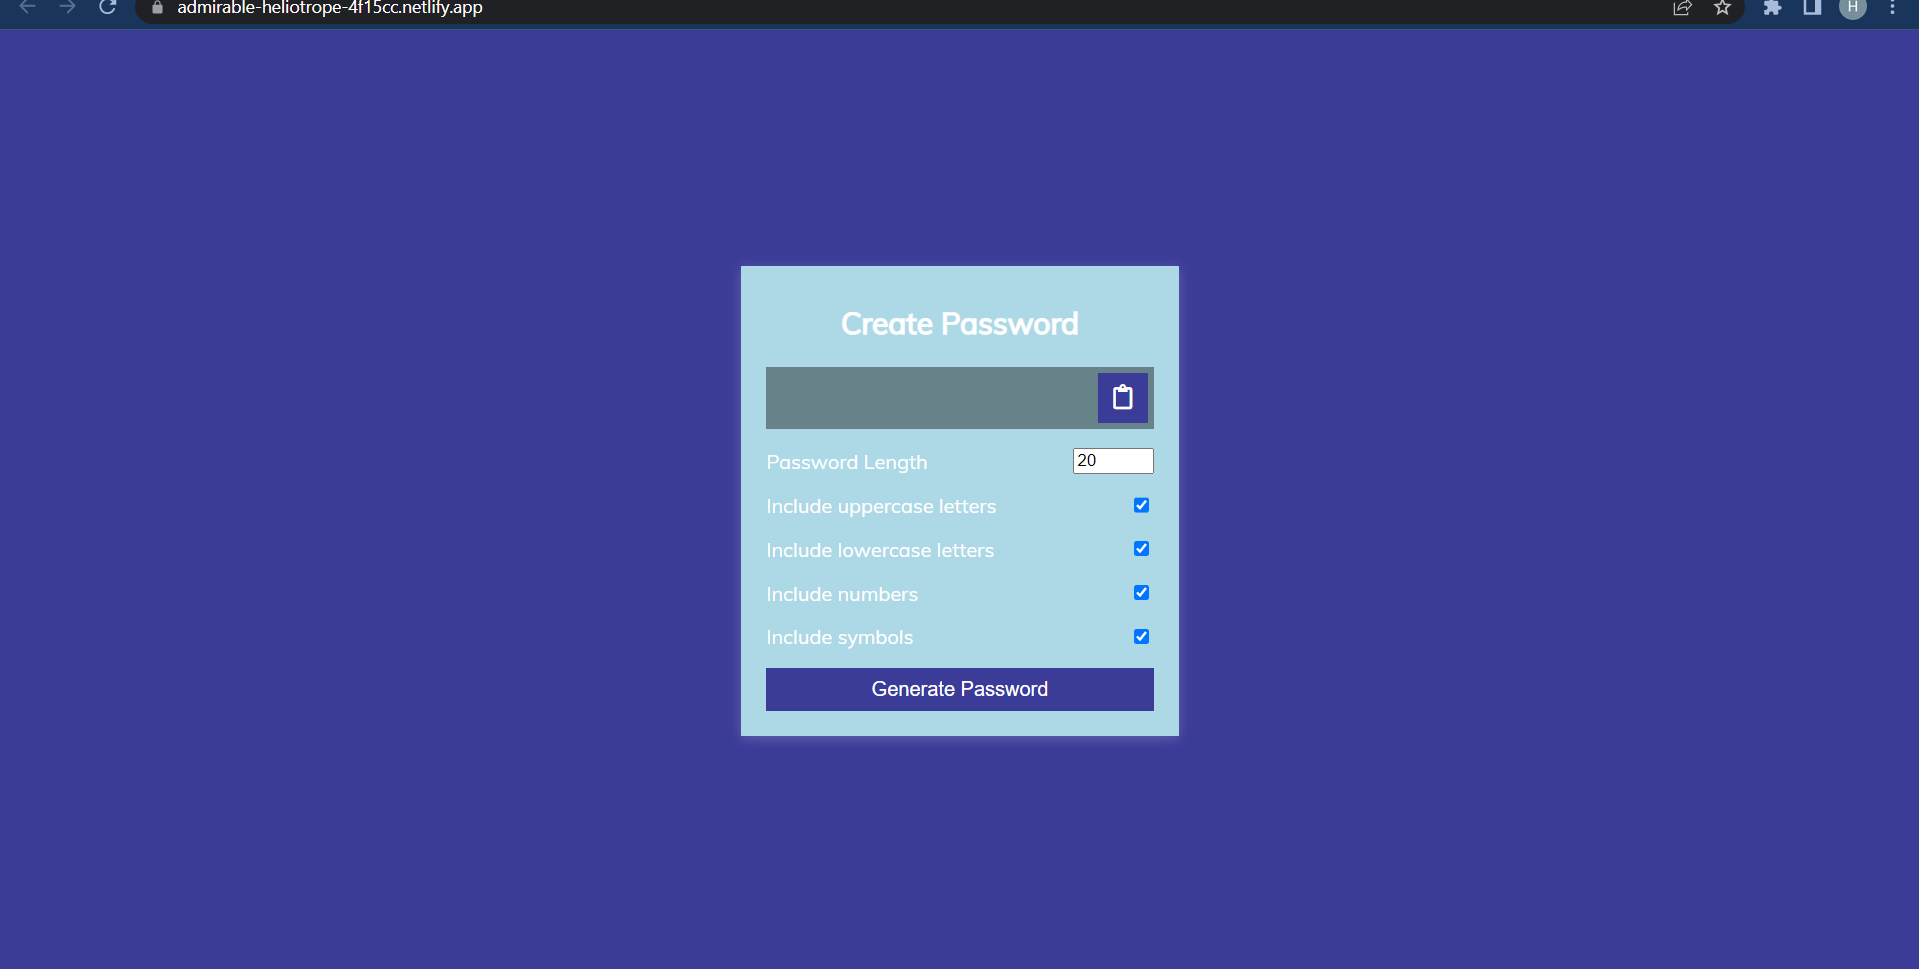 admirable-heliotrope-4f15cc.netlify.app
H
Create Password
Password Length 20
Include uppercase letters
Include lowercase letters
Include numbers
Include symbols
Generate Password